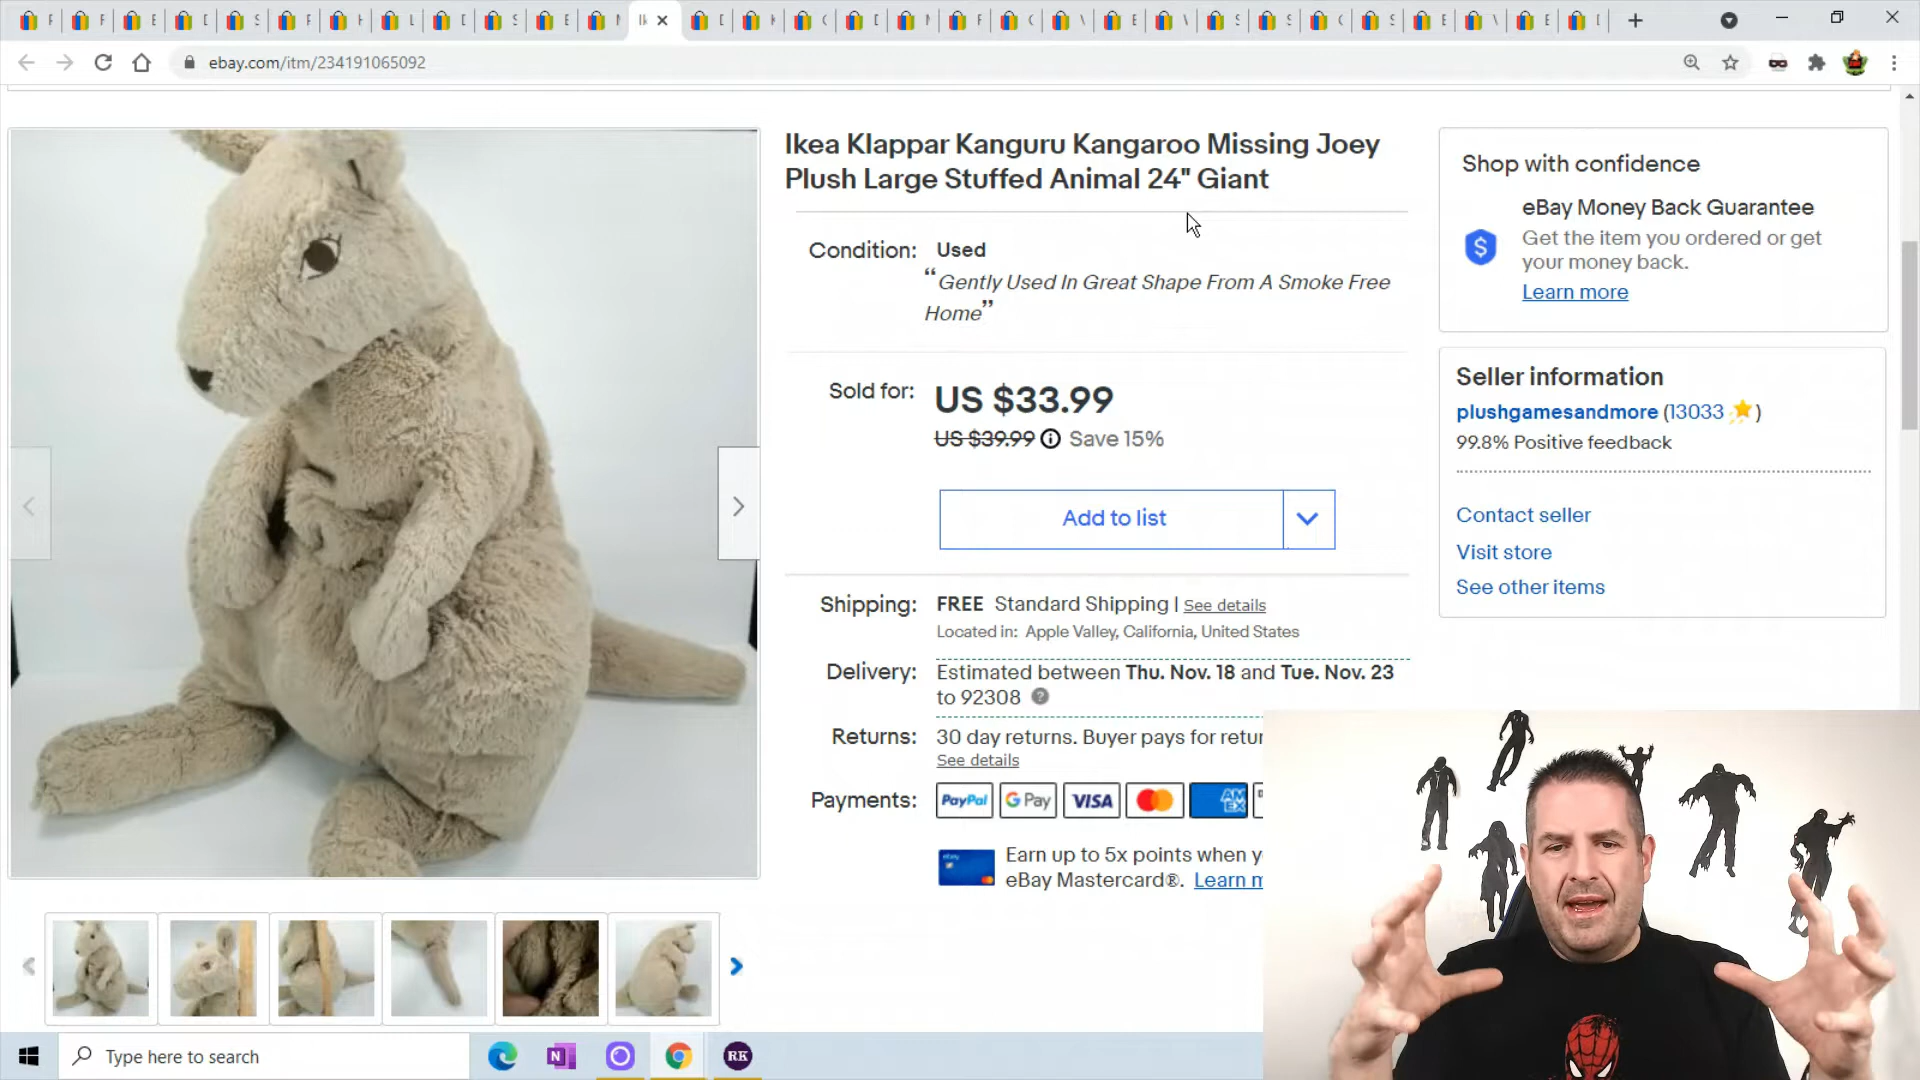 ebay.com/itm/234191065092
Ikea Klappar Kanguru Kangaroo Missing Joey
Plush Large Stuffed Animal 24" Giant
Condition: Used
“Gently Used In Great Shape From A Smoke Free
Home”
Sold for: US $33.99
US $39.99 Save 15%
Add to list
Shipping: FREE Standard Shipping | See details
Located in: Apple Valley, California, United States
Delivery: Estimated between Thu. Nov. 18 and Tue. Nov. 23
to 92308
Returns: 30 day returns. Buyer pays for retur
See details
Payments: PayPal G Pay VISA AMEX
Earn up to 5x points when y
eBay Mastercard®. Learn m
Shop with confidence
eBay Money Back Guarantee
Get the item you ordered or get
your money back.
Learn more
Seller information
plushgamesandmore (13033)
99.8% Positive feedback
Contact seller
Visit store
See other items
Type here to search
RK